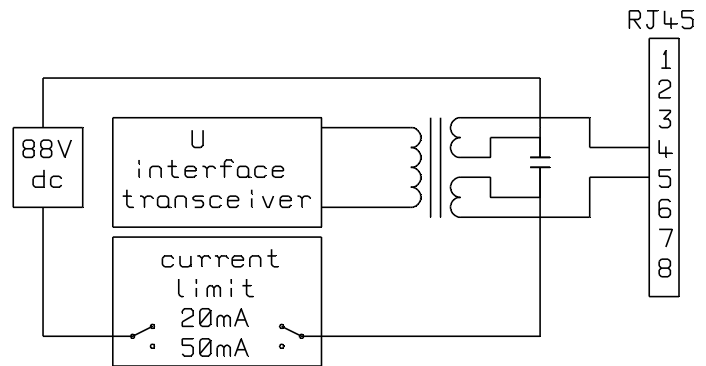 RJ45
1
2
3
4
5
6
7
8
88V
dc
U
interface
transceiver
current
limit
20mA
50mA